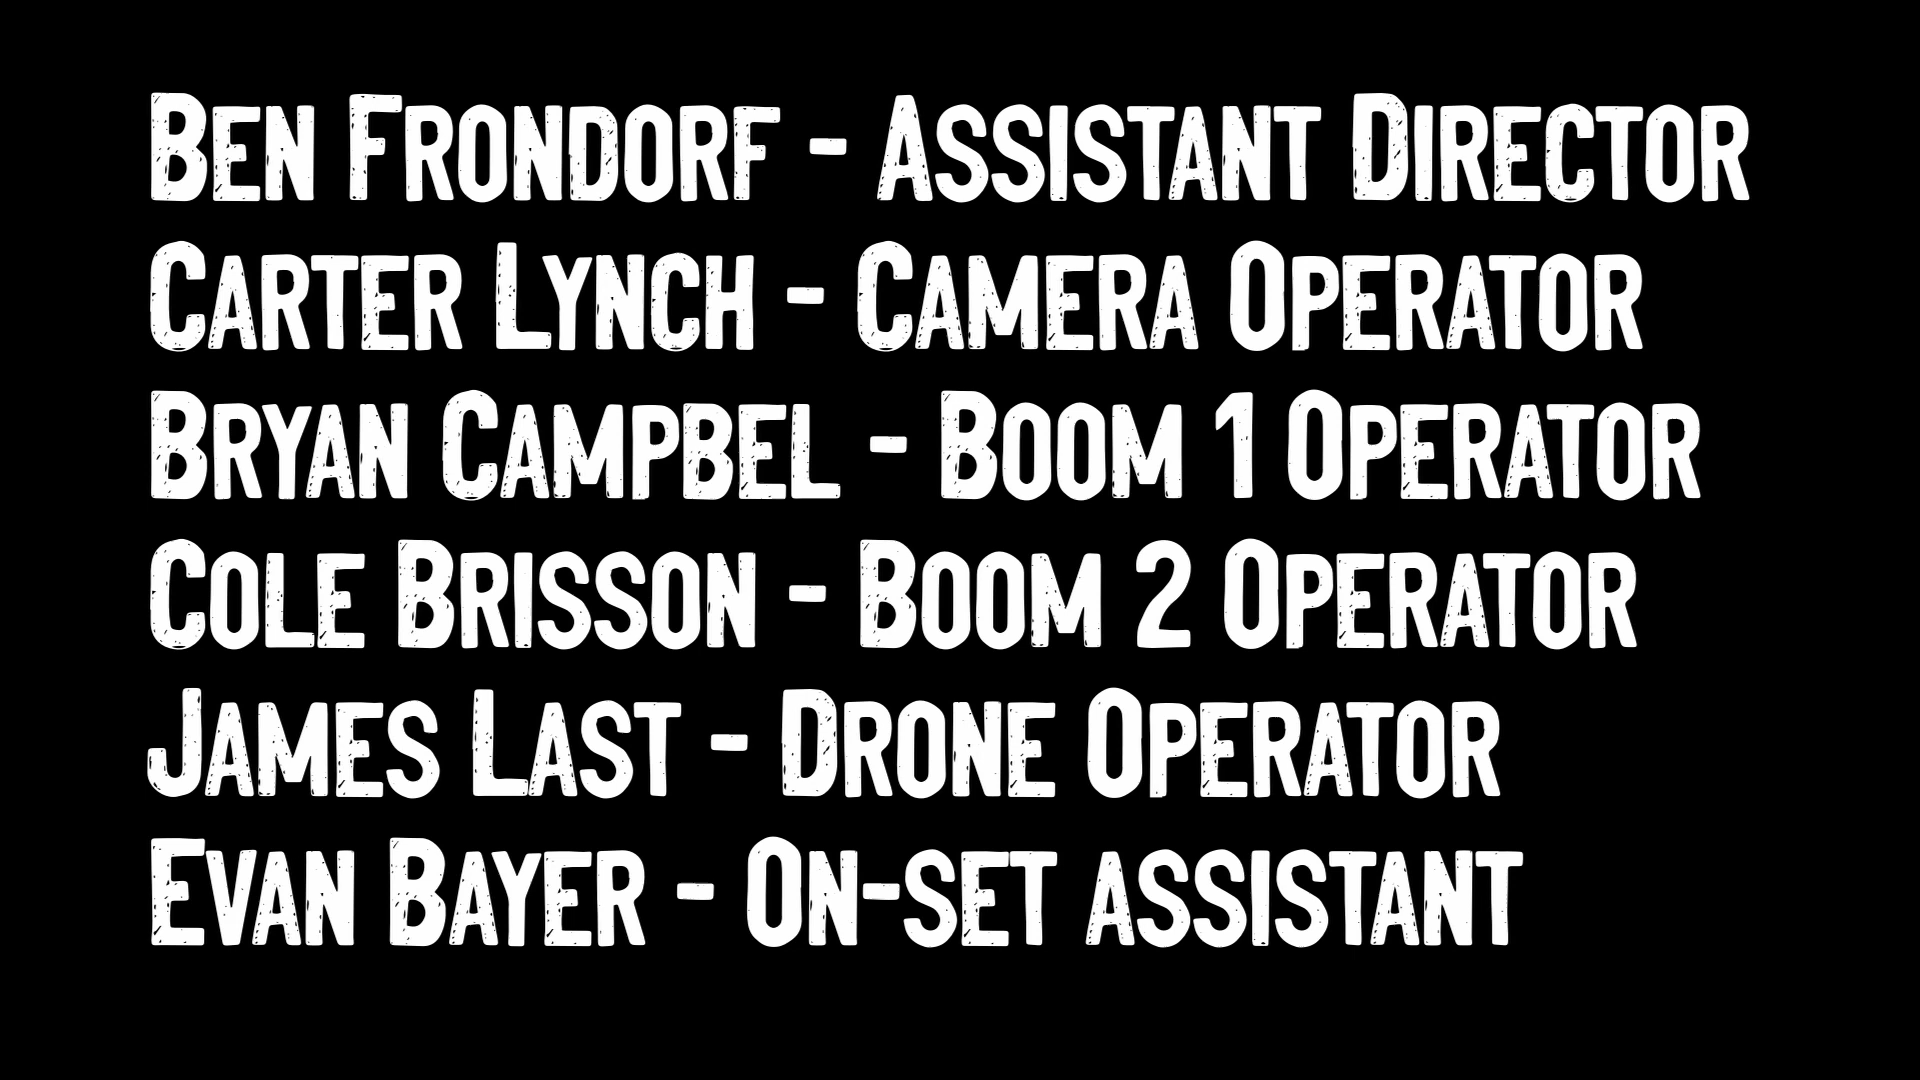 Ben Frondorf - Assistant Director
Carter Lynch - Camera Operator
Bryan Campbel - Boom 1 Operator
Cole Brisson - Boom 2 Operator
James Last - Drone Operator
Evan Bayer - On-set assistant